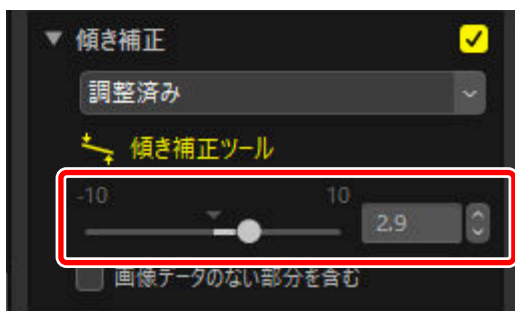 傾き補正
調整済み
傾き補正ツール
-10 10
2.9
画像データのない部分を含む